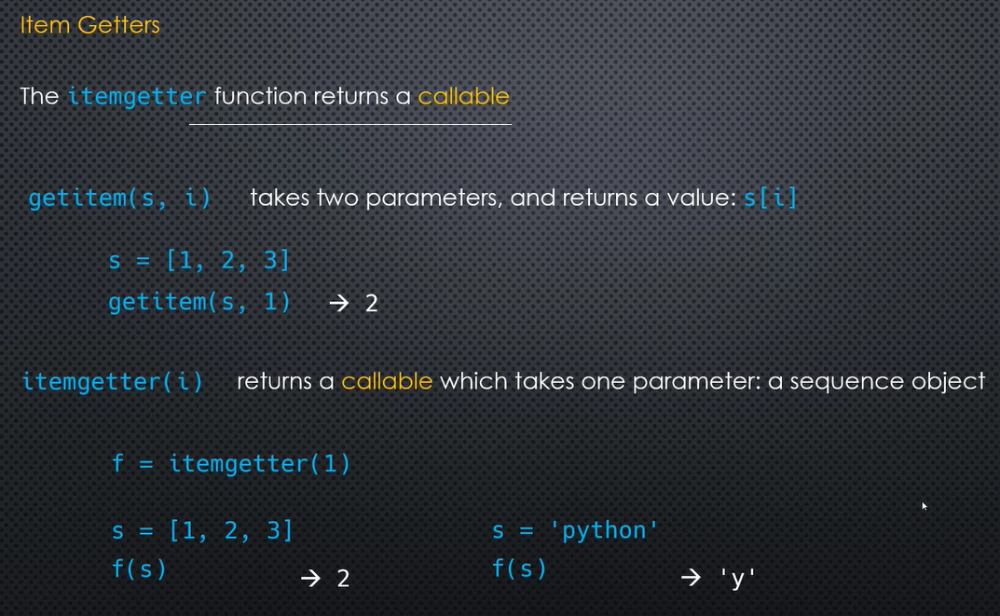 Item Getters
The itemgetter function returns a callable
getitem(s, i) takes two parameters, and returns a value: s[i]
s = [1, 2, 3]
getitem(s, 1) → 2
itemgetter(i) returns a callable which takes one parameter: a sequence object
f = itemgetter(1)
s = [1, 2, 3]
f(s) → 2
s = 'python'
f(s) → 'y'